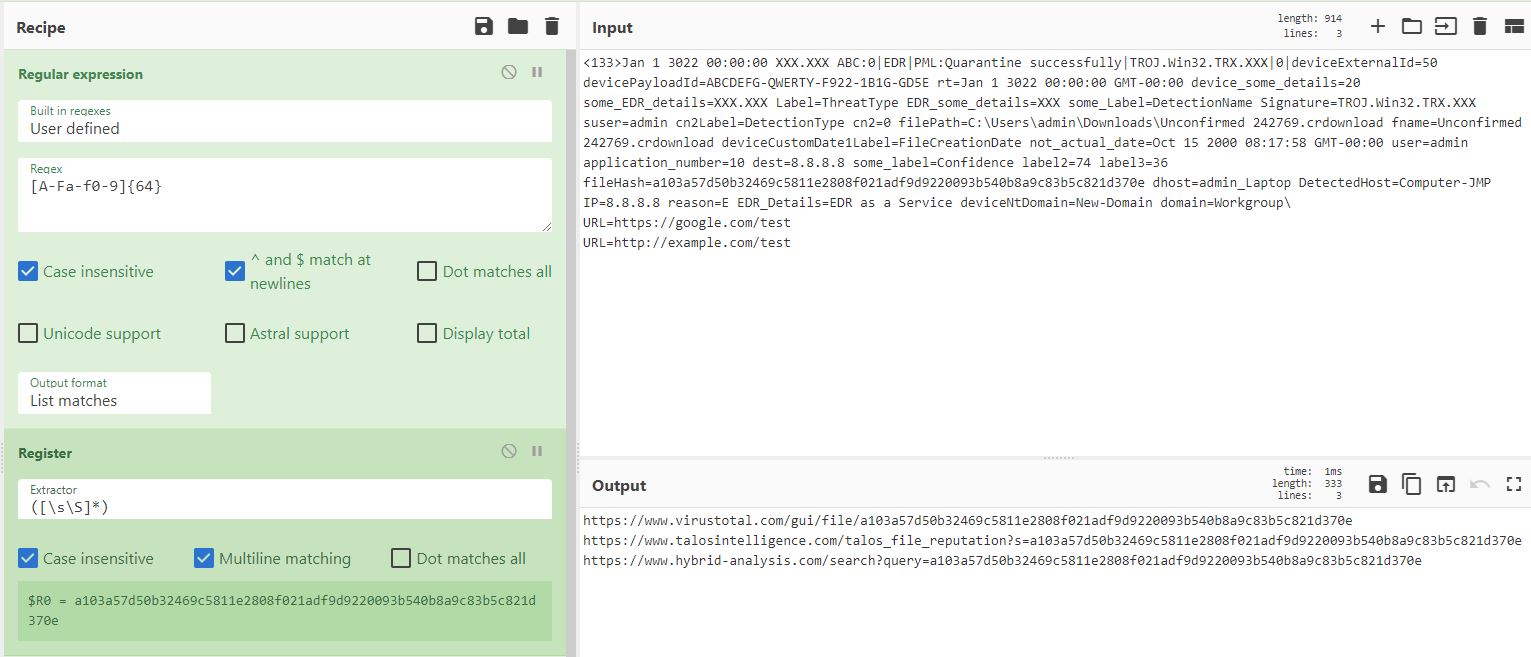 Recipe
Regular expression
Built in regexes
User defined
Regex
[A-Fa-f0-9]{64}
Case insensitive
^ and $ match at newlines
Dot matches all
Unicode support
Astral support
Display total
Output format
List matches
Register
Extractor
([\s\S]*)
Case insensitive
Multiline matching
Dot matches all
$R0 = a103a57d50b32469c5811e2808f021adf9d9220093b540b8a9c83b5c821d
370e
Input
length: 914
lines: 3
<133>Jan 1 3022 00:00:00 XXX.XXX ABC:0|EDR|PML:Quarantine successfully|TROJ.Win32.TRX.XXX|0|deviceExternalId=50
devicePayloadId=ABCDEFG-QWERTY-F922-1B1G-GD5E rt=Jan 1 3022 00:00:00 GMT-00:00 device_some_details=20
some_EDR_details=XXX.XXX Label=ThreatType EDR_some_details=XXX some_Label=DetectionName Signature=TROJ.Win32.TRX.XXX
suser=admin cn2Label=DetectionType cn2=0 filePath=C:\Users\admin\Downloads\Unconfirmed 242769.crdownload fname=Unconfirmed
242769.crdownload deviceCustomDate1Label=FileCreationDate not_actual_date=Oct 15 2000 08:17:58 GMT-00:00 user=admin
application_number=10 dest=8.8.8.8 some_label=Confidence label2=74 label3=36
fileHash=a103a57d50b32469c5811e2808f021adf9d9220093b540b8a9c83b5c821d370e dhost=admin_Laptop DetectedHost=Computer-JMP
IP=8.8.8.8 reason=E EDR_Details=EDR as a Service deviceNtDomain=New-Domain domain=Workgroup\
URL=https://google.com/test
URL=http://example.com/test
Output
time: 1ms
length: 333
lines: 3
https://www.virustotal.com/gui/file/a103a57d50b32469c5811e2808f021adf9d9220093b540b8a9c83b5c821d370e
https://www.talosintelligence.com/talos_file_reputation?s=a103a57d50b32469c5811e2808f021adf9d9220093b540b8a9c83b5c821d370e
https://www.hybrid-analysis.com/search?query=a103a57d50b32469c5811e2808f021adf9d9220093b540b8a9c83b5c821d370e